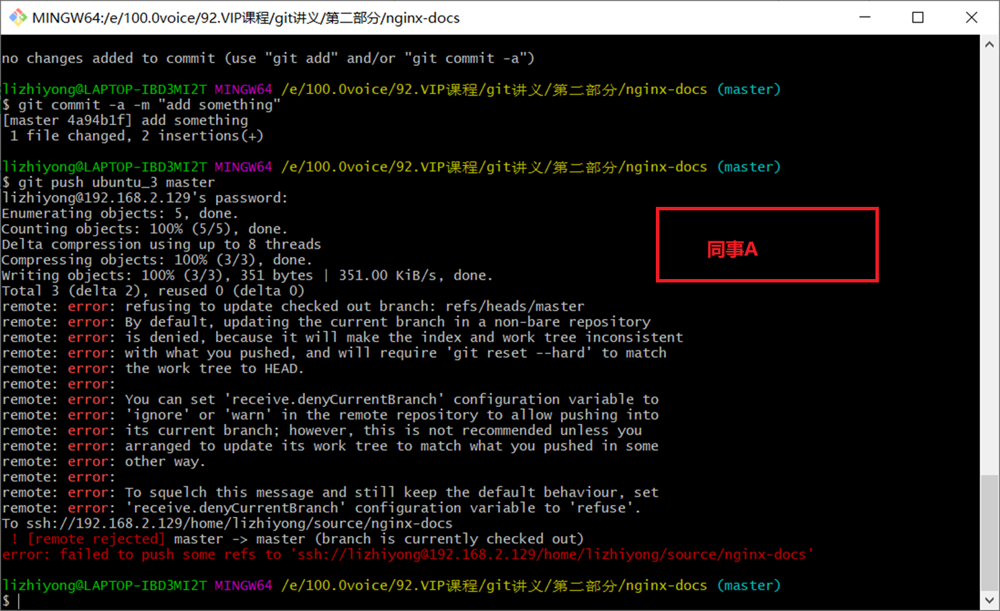 MINGW64:/e/100.0voice/92.VIP课程/git讲义/第二部分/nginx-docs
no changes added to commit (use "git add" and/or "git commit -a")
lizhiyong@LAPTOP-IBD3MI2T MINGW64 /e/100.0voice/92.VIP课程/git讲义/第二部分/nginx-docs (master)
$ git commit -a -m "add something"
[master 4a94b1f] add something
 1 file changed, 2 insertions(+)
lizhiyong@LAPTOP-IBD3MI2T MINGW64 /e/100.0voice/92.VIP课程/git讲义/第二部分/nginx-docs (master)
$ git push ubuntu_3 master
lizhiyong@192.168.2.129's password:
Enumerating objects: 5, done.
Counting objects: 100% (5/5), done.
Delta compression using up to 8 threads
同事A
Compressing objects: 100% (3/3), done.
Writing objects: 100% (3/3), 351 bytes | 351.00 KiB/s, done.
Total 3 (delta 2), reused 0 (delta 0)
remote: error: refusing to update checked out branch: refs/heads/master
remote: error: By default, updating the current branch in a non-bare repository
remote: error: is denied, because it will make the index and work tree inconsistent
remote: error: with what you pushed, and will require 'git reset --hard' to match
remote: error: the work tree to HEAD.
remote: error:
remote: error: You can set 'receive.denyCurrentBranch' configuration variable to
remote: error: 'ignore' or 'warn' in the remote repository to allow pushing into
remote: error: its current branch; however, this is not recommended unless you
remote: error: arranged to update its work tree to match what you pushed in some
remote: error: other way.
remote: error:
remote: error: To squelch this message and still keep the default behaviour, set
remote: error: 'receive.denyCurrentBranch' configuration variable to 'refuse'.
To ssh://192.168.2.129/home/lizhiyong/source/nginx-docs
 ! [remote rejected] master -> master (branch is currently checked out)
error: failed to push some refs to 'ssh://lizhiyong@192.168.2.129/home/lizhiyong/source/nginx-docs'
lizhiyong@LAPTOP-IBD3MI2T MINGW64 /e/100.0voice/92.VIP课程/git讲义/第二部分/nginx-docs (master)
$